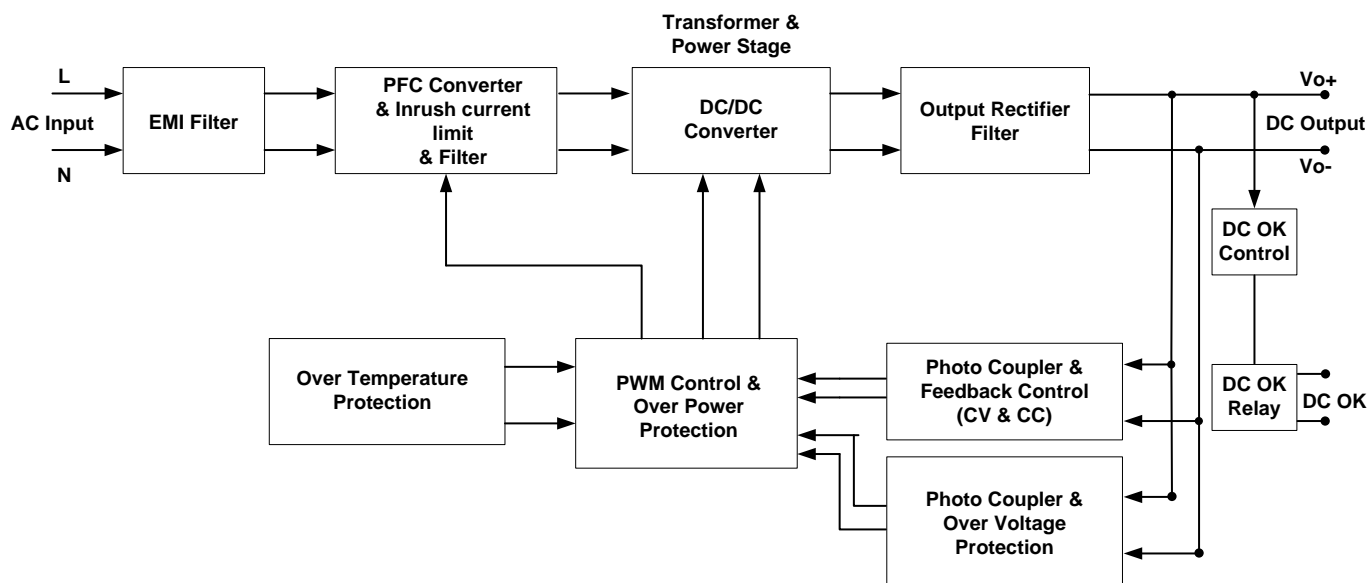 Transformer &
Power Stage
L
AC Input
N
EMI Filter
PFC Converter
& Inrush current
limit
& Filter
DC/DC
Converter
Output Rectifier
Filter
Vo+
DC Output
Vo-
DC OK
Control
Over Temperature
Protection
PWM Control &
Over Power
Protection
Photo Coupler &
Feedback Control
(CV & CC)
DC OK
Relay
DC OK
Photo Coupler &
Over Voltage
Protection